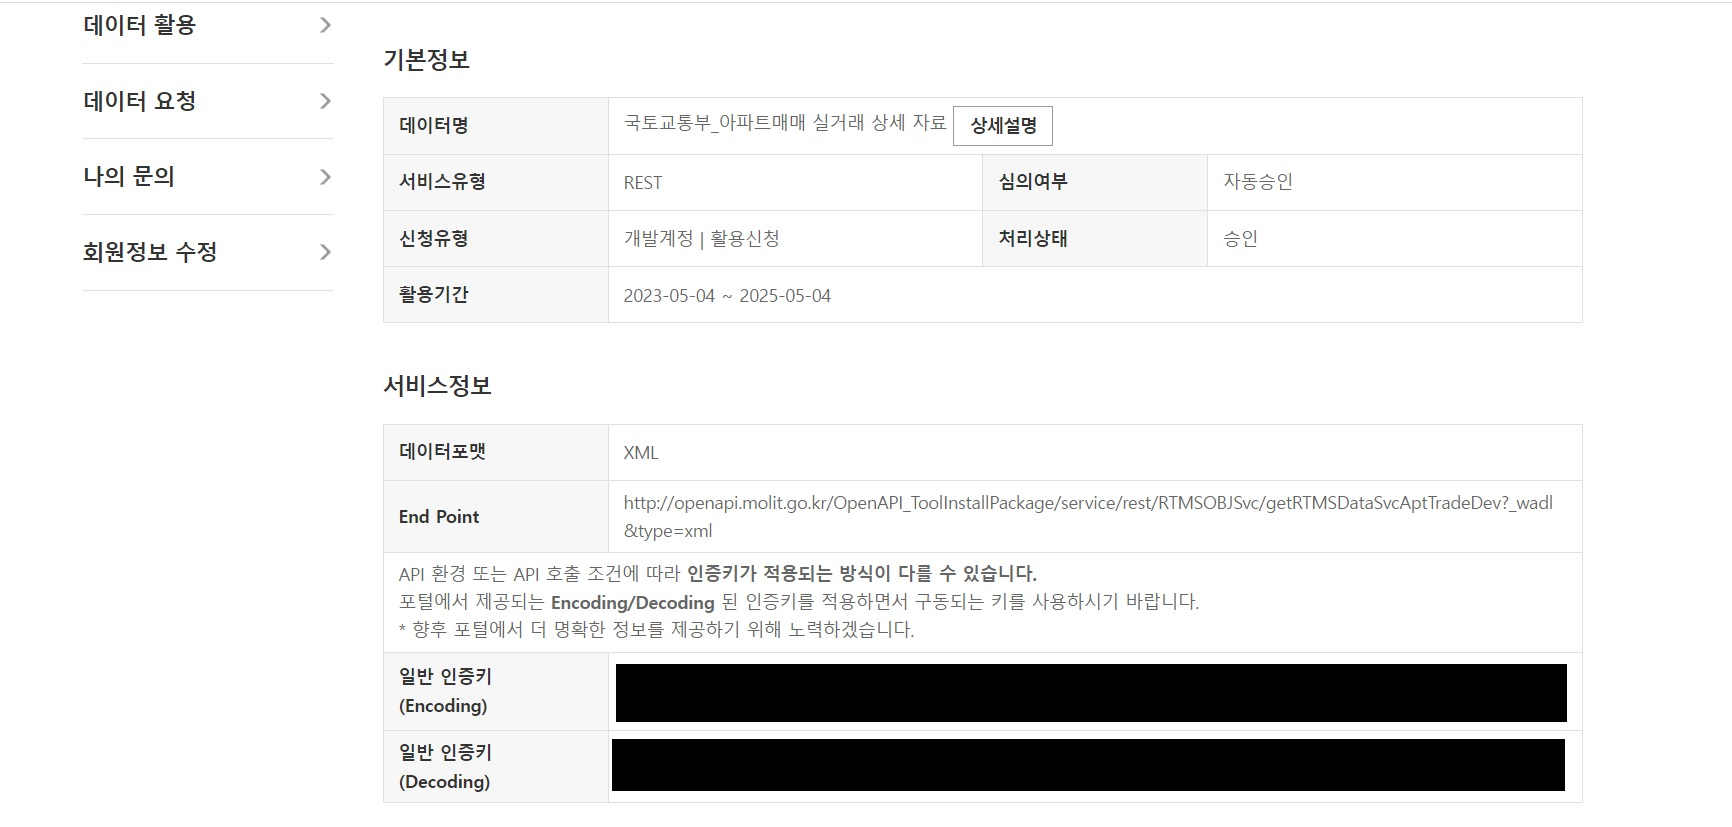 데이터 활용
데이터 요청
나의 문의
회원정보 수정
기본정보
데이터명 국토교통부_아파트매매 실거래 상세 자료 상세설명
서비스유형 REST 심의여부 자동승인
신청유형 개발계정 | 활용신청 처리상태 승인
활용기간 2023-05-04 ~ 2025-05-04
서비스정보
데이터포맷 XML
End Point http://openapi.molit.go.kr/OpenAPI_ToolInstallPackage/service/rest/RTMSOBJSvc/getRTMSDataSvcAptTradeDev?_wadl
&type=xml
API 환경 또는 API 호출 조건에 따라 인증키가 적용되는 방식이 다를 수 있습니다.
포털에서 제공되는 Encoding/Decoding 된 인증키를 적용하면서 구동되는 키를 사용하시기 바랍니다.
* 향후 포털에서 더 명확한 정보를 제공하기 위해 노력하겠습니다.
일반 인증키
(Encoding)
일반 인증키
(Decoding)